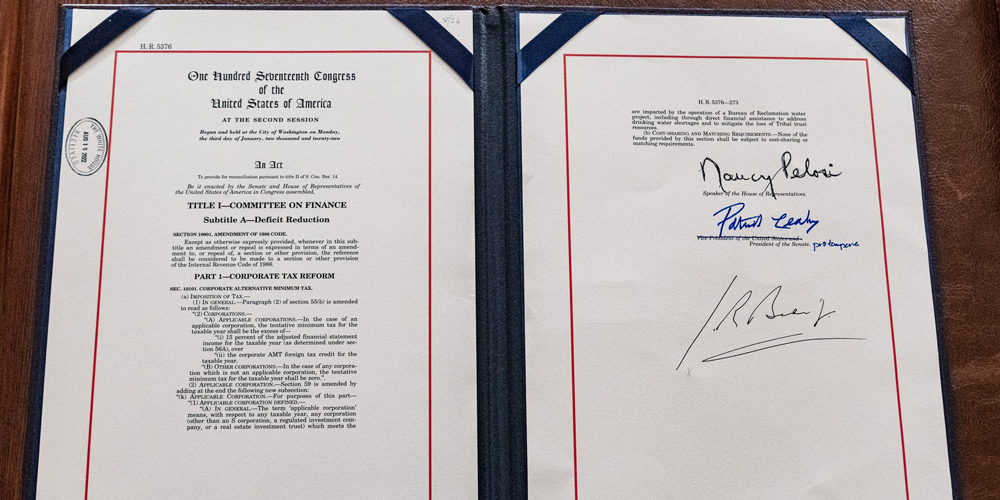 H. R. 5376
One Hundred Seventeenth Congress
of the
United States of America
AT THE SECOND SESSION
Begun and held at the City of Washington on Monday,
the third day of January, two thousand and twenty-two
An Act
To provide for reconciliation pursuant to title II of S. Con. Res. 14.
Be it enacted by the Senate and House of Representatives of
the United States of America in Congress assembled,
TITLE I—COMMITTEE ON FINANCE
Subtitle A—Deficit Reduction
SECTION 10001. AMENDMENT OF 1986 CODE.
Except as otherwise expressly provided, whenever in this sub-
title an amendment or repeal is expressed in terms of an amend-
ment to, or repeal of, a section or other provision, the reference
shall be considered to be made to a section or other provision
of the Internal Revenue Code of 1986.
PART 1—CORPORATE TAX REFORM
SEC. 10101. CORPORATE ALTERNATIVE MINIMUM TAX.
(a) IMPOSITION OF TAX.—
(1) IN GENERAL.—Paragraph (2) of section 55(b) is amended
to read as follows:
“(2) CORPORATIONS.—
“(A) APPLICABLE CORPORATIONS.—In the case of an
applicable corporation, the tentative minimum tax for the
taxable year shall be the excess of—
“(i) 15 percent of the adjusted financial statement
income for the taxable year (as determined under sec-
tion 56A), over
“(ii) the corporate AMT foreign tax credit for the
taxable year.
“(B) OTHER CORPORATIONS.—In the case of any corpora-
tion which is not an applicable corporation, the tentative
minimum tax for the taxable year shall be zero.”.
(2) APPLICABLE CORPORATION.—Section 59 is amended by
adding at the end the following new subsection:
“(k) APPLICABLE CORPORATION.—For purposes of this part—
“(1) APPLICABLE CORPORATION DEFINED.—
“(A) IN GENERAL.—The term ‘applicable corporation’
means, with respect to any taxable year, any corporation
(other than an S corporation, a regulated investment com-
pany, or a real estate investment trust) which meets the
THE WHITE HOUSE
AUG 15 2022
RECEIVED
H. R. 5376—273
are impacted by the operation of a Bureau of Reclamation water
project, including through direct financial assistance to address
drinking water shortages and to mitigate the loss of Tribal trust
resources.
(b) COST-SHARING AND MATCHING REQUIREMENTS.—None of the
funds provided by this section shall be subject to cost-sharing or
matching requirements.
Nancy Pelosi
Speaker of the House of Representatives.
Patrick Leahy
Vice President of the United States and
President of the Senate. pro tempore